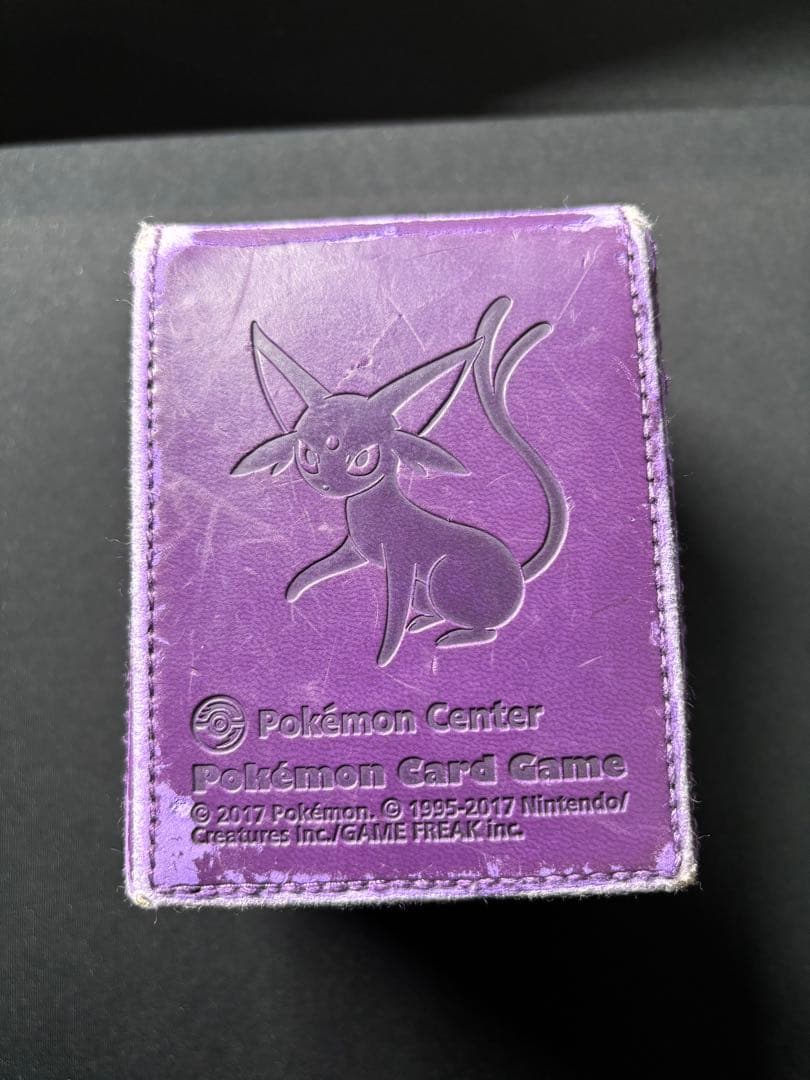 Pokémon Center
Pokémon Card Game
© 2017 Pokémon. © 1995-2017 Nintendo/
Creatures Inc./GAME FREAK inc.